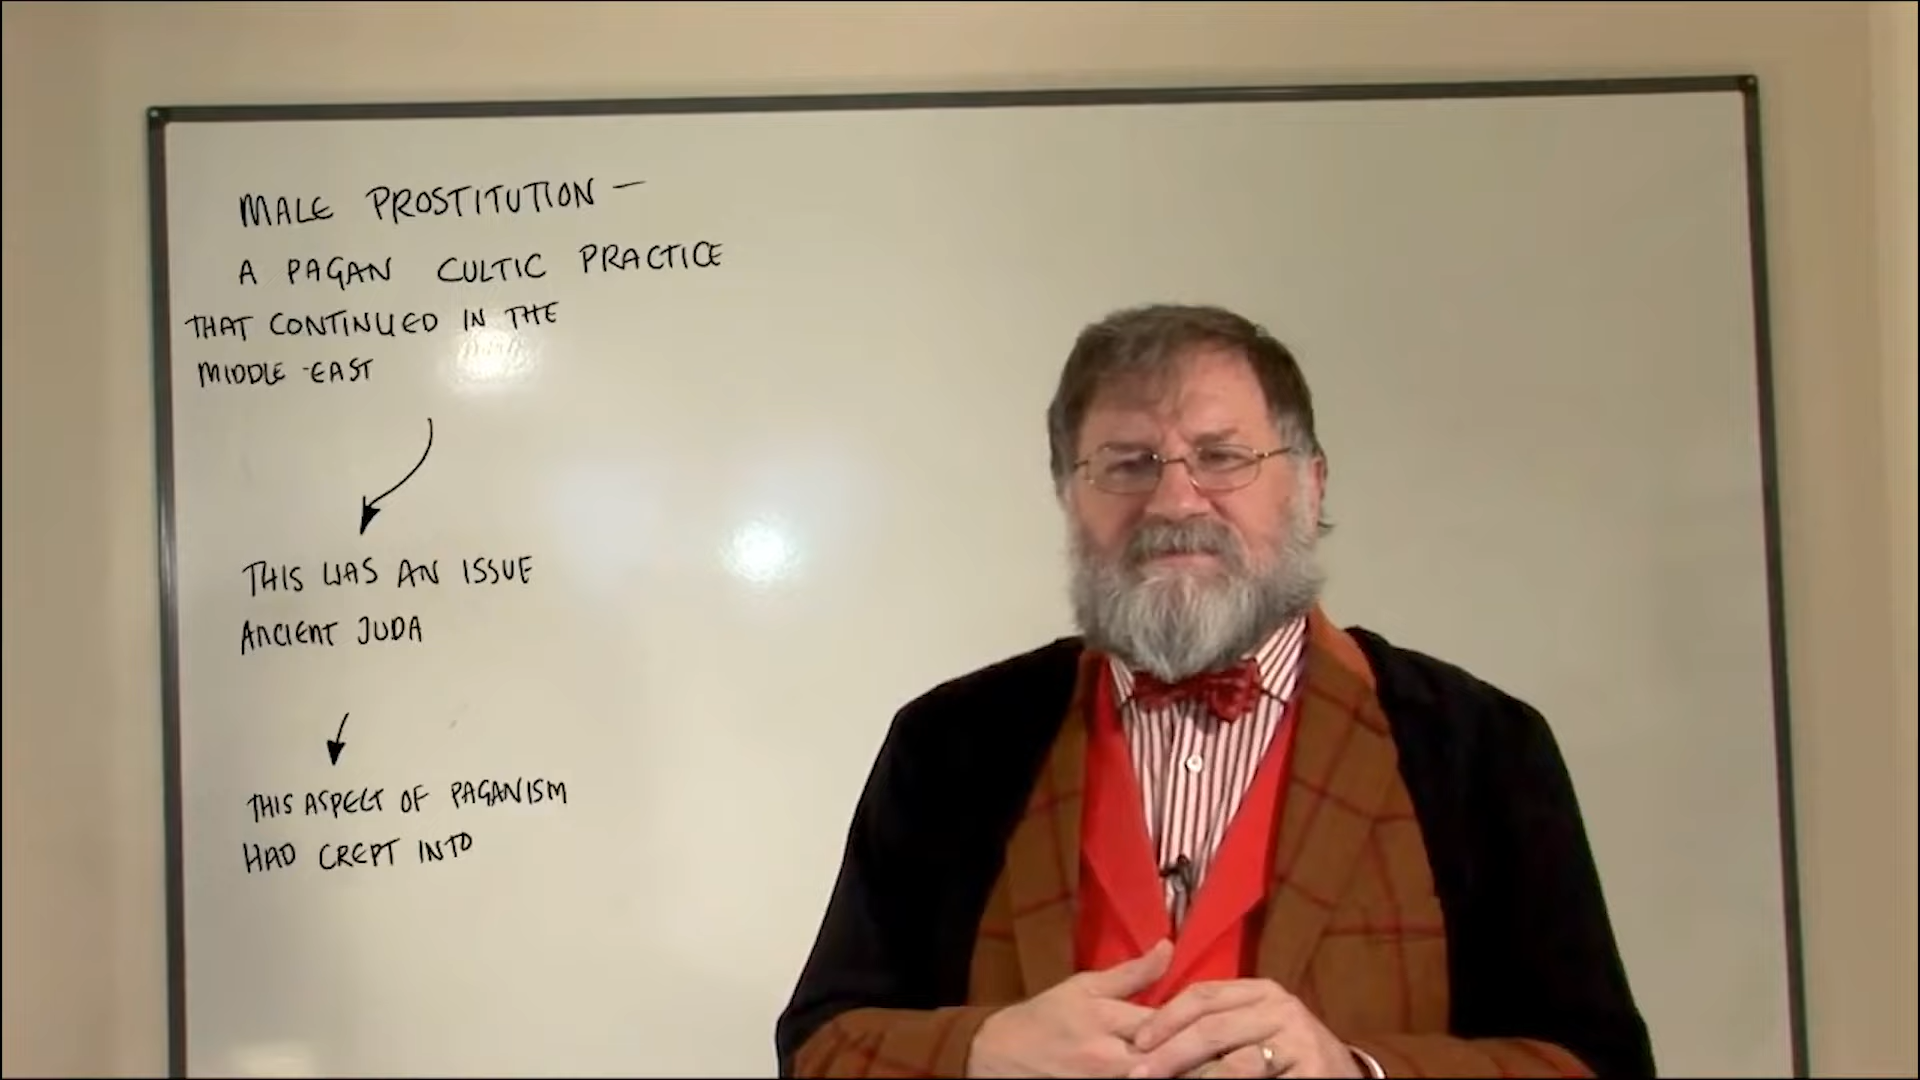 MALE PROSTITUTION —
A PAGAN CULTIC PRACTICE
THAT CONTINUED IN THE
MIDDLE-EAST
THIS WAS AN ISSUE
ANCIENT JUDA
THIS ASPECT OF PAGANISM
HAD CREPT INTO